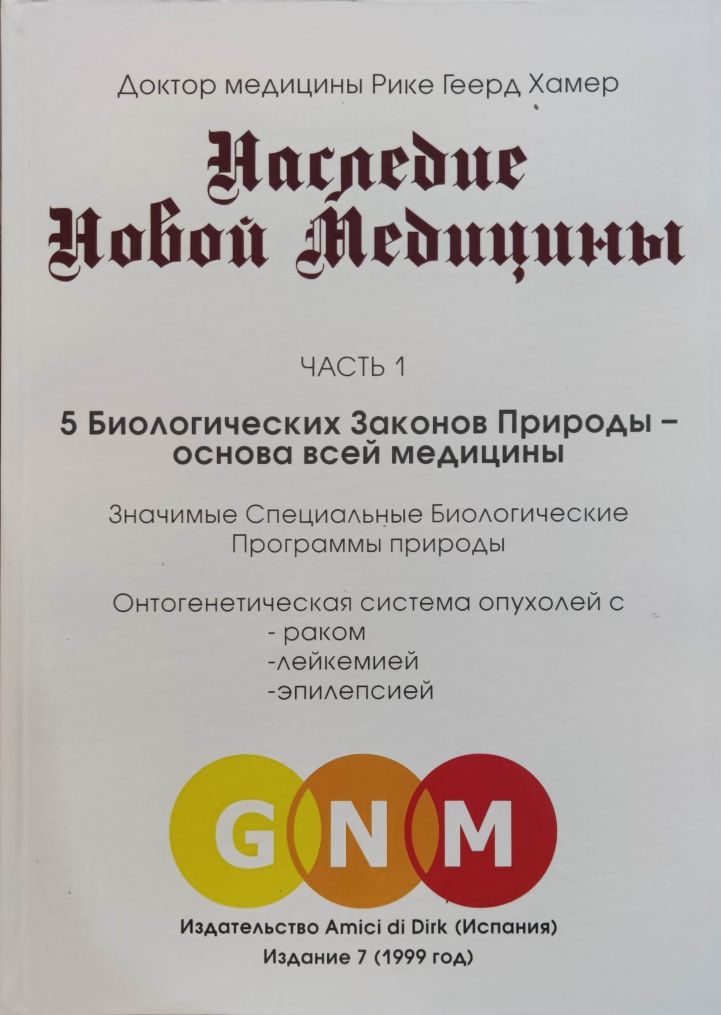 Доктор медицины Рике Геерд Хамер
Наследие
Новой Медицины
ЧАСТЬ 1
5 Биологических Законов Природы –
основа всей медицины
Значимые Специальные Биологические
Программы природы
Онтогенетическая система опухолей с
- раком
-лейкемией
-эпилепсией
GNM
Издательство Amici di Dirk (Испания)
Издание 7 (1999 год)